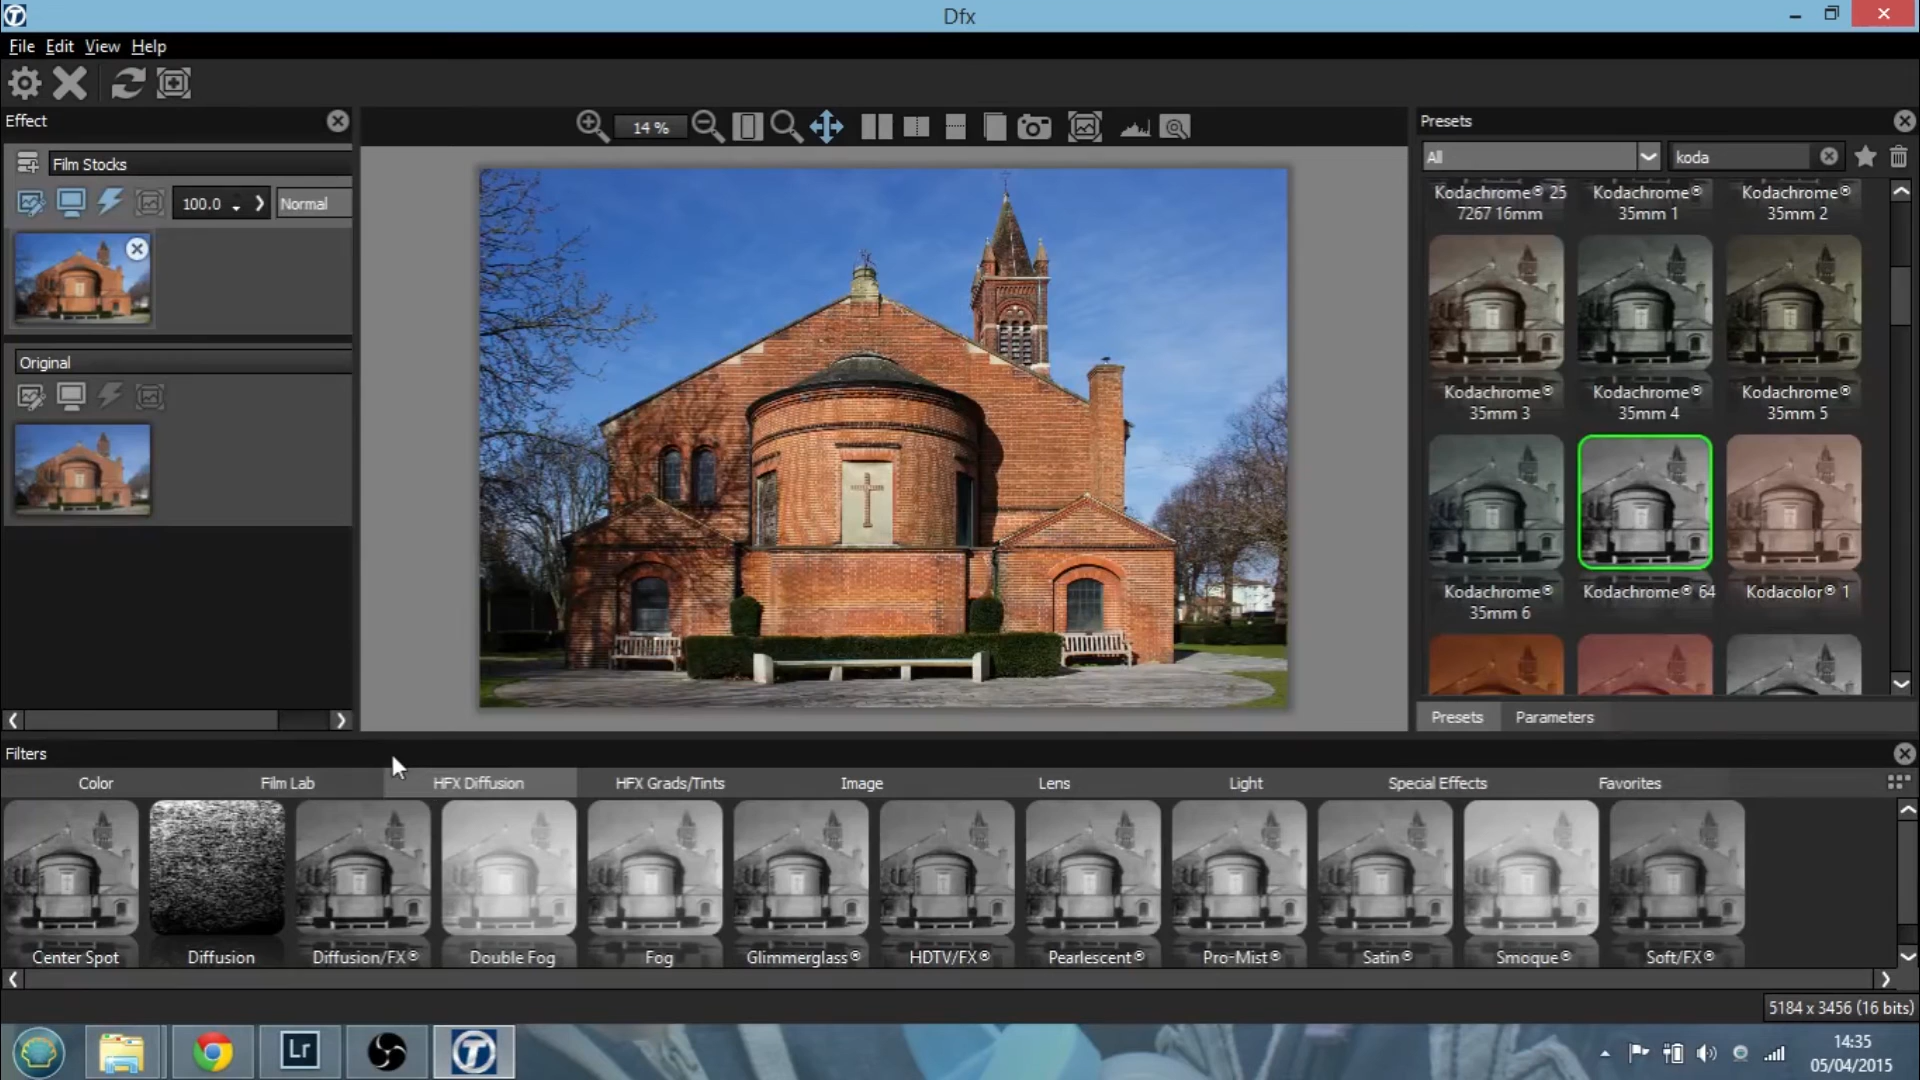 Dfx
File Edit View Help
Effect
Film Stocks
100.0
Normal
Original
14 %
Presets
All
koda
Kodachrome® 25
7267 16mm
Kodachrome®
35mm 1
Kodachrome®
35mm 2
Kodachrome®
35mm 3
Kodachrome®
35mm 4
Kodachrome®
35mm 5
Kodachrome®
35mm 6
Kodachrome® 64
Kodacolor® 1
Presets Parameters
Filters
Color Film Lab HFX Diffusion HFX Grads/Tints Image Lens Light Special Effects Favorites
Center Spot Diffusion Diffusion/FX® Double Fog Fog Glimmerglass® HDTV/FX® Pearlescent® Pro-Mist® Satin® Smoque® Soft/FX®
5184 x 3456 (16 bits)
Lr
14:35
05/04/2015